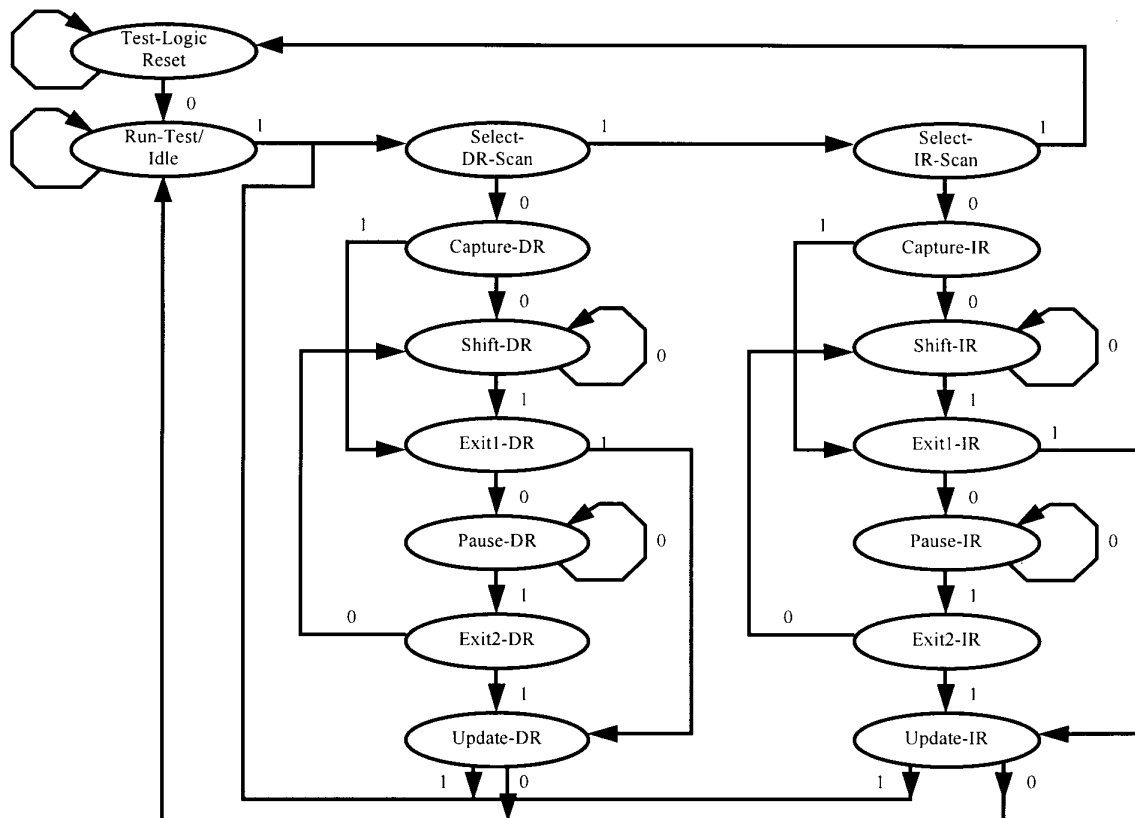 Test-Logic
Reset
0
Run-Test/
Idle
1
Select-
DR-Scan
1
Select-
IR-Scan
1
0
0
1
Capture-DR
1
Capture-IR
0
0
Shift-DR
0
Shift-IR
0
1
1
Exit1-DR
1
Exit1-IR
1
0
0
Pause-DR
0
Pause-IR
0
1
1
0
Exit2-DR
0
Exit2-IR
1
1
Update-DR
Update-IR
1
0
1
0